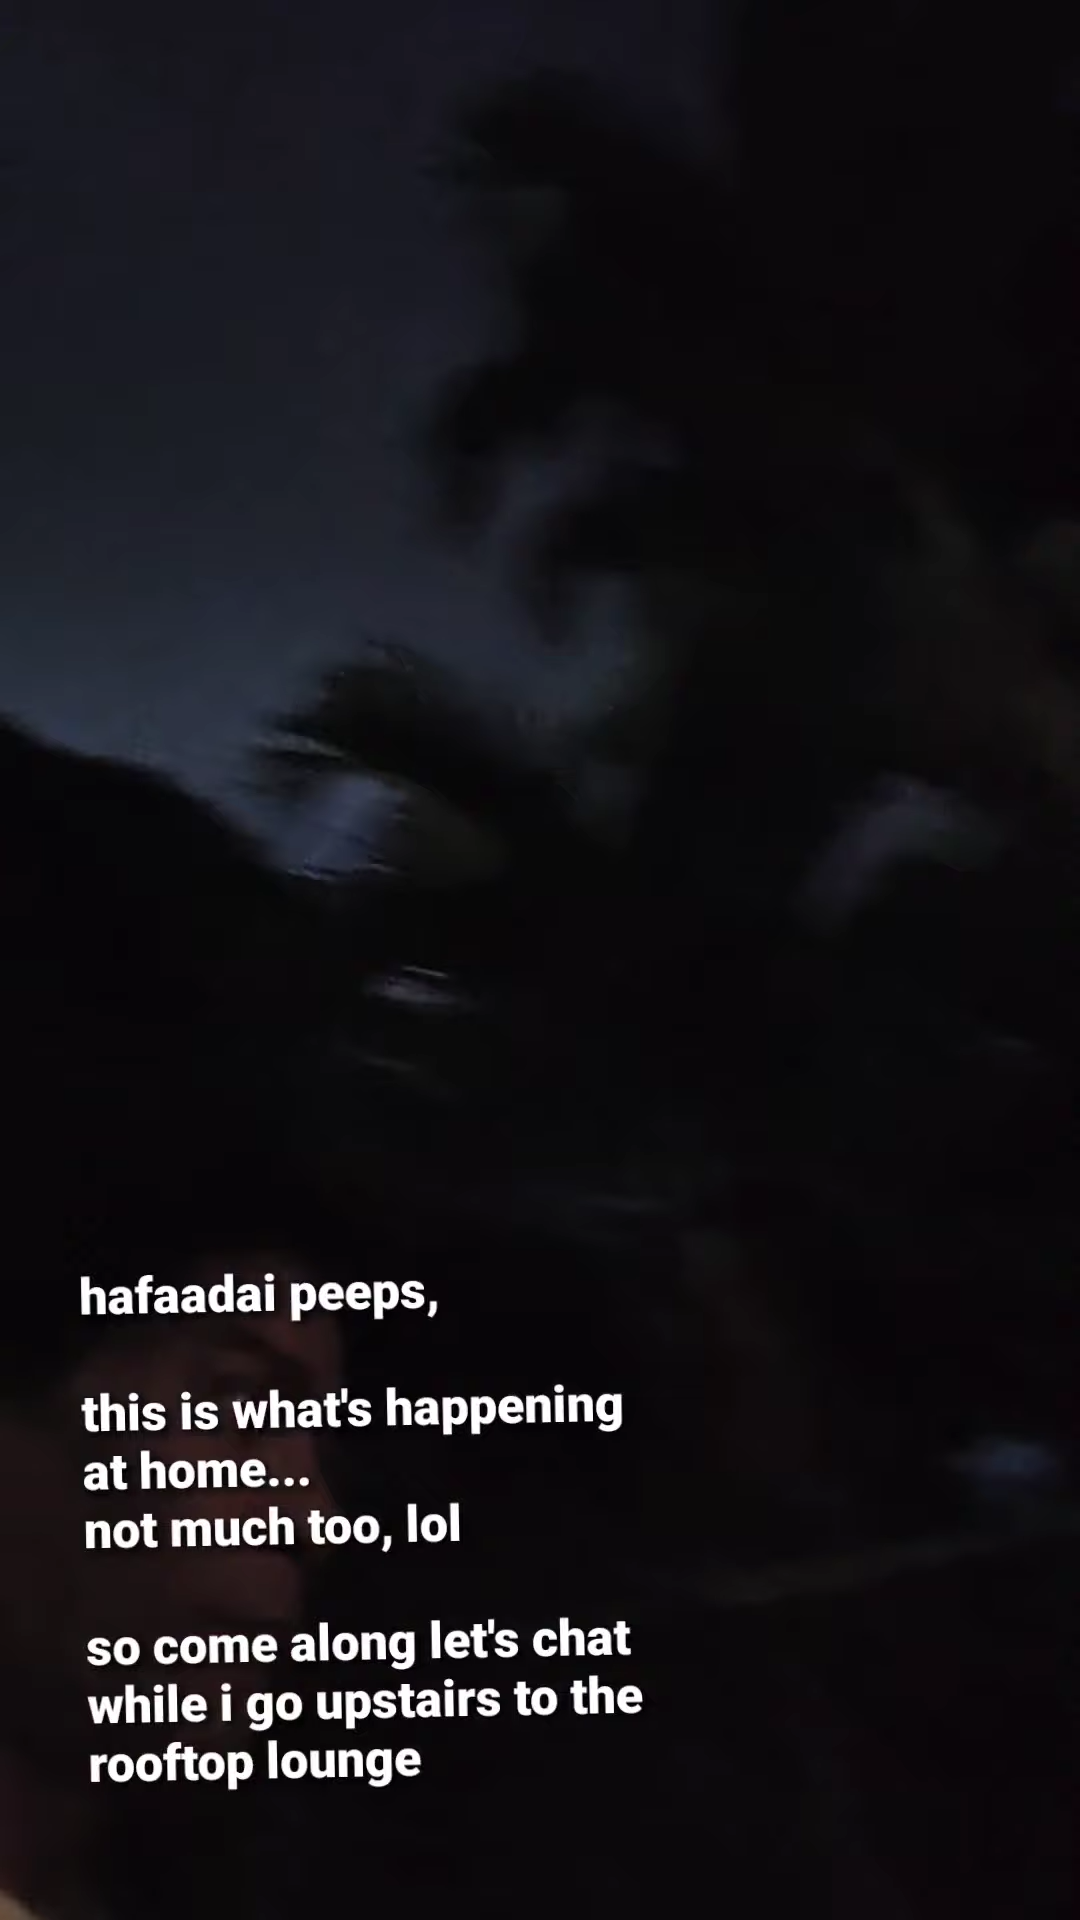 hafaadai peeps,
this is what's happening
at home...
not much too, lol
so come along let's chat
while i go upstairs to the
rooftop lounge